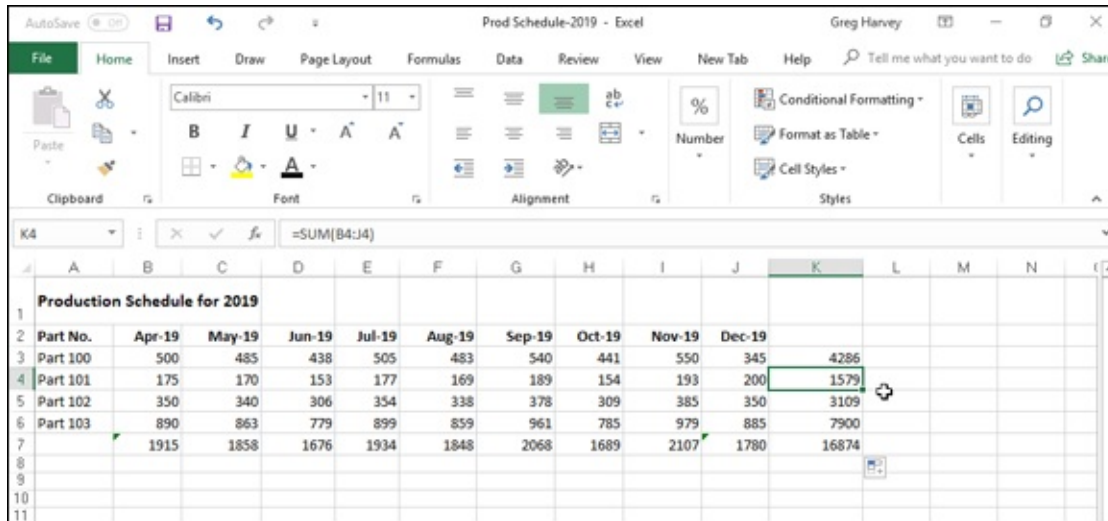 AutoSave Off Prod Schedule-2019 - Excel Greg Harvey
File Home Insert Draw Page Layout Formulas Data Review View New Tab Help Tell me what you want to do Shar
Calibri 11 ab Conditional Formatting
Paste B I U A A % Number Format as Table Cells Editing
A Cell Styles
Clipboard Font Alignment Styles
K4 fx =SUM(B4:J4)
A B C D E F G H I J K L M N
1 Production Schedule for 2019
2 Part No. Apr-19 May-19 Jun-19 Jul-19 Aug-19 Sep-19 Oct-19 Nov-19 Dec-19
3 Part 100 500 485 438 505 483 540 441 550 345 4286
4 Part 101 175 170 153 177 169 189 154 193 200 1579
5 Part 102 350 340 306 354 338 378 309 385 350 3109
6 Part 103 890 863 779 899 859 961 785 979 885 7900
7 1915 1858 1676 1934 1848 2068 1689 2107 1780 16874
8
9
10
11